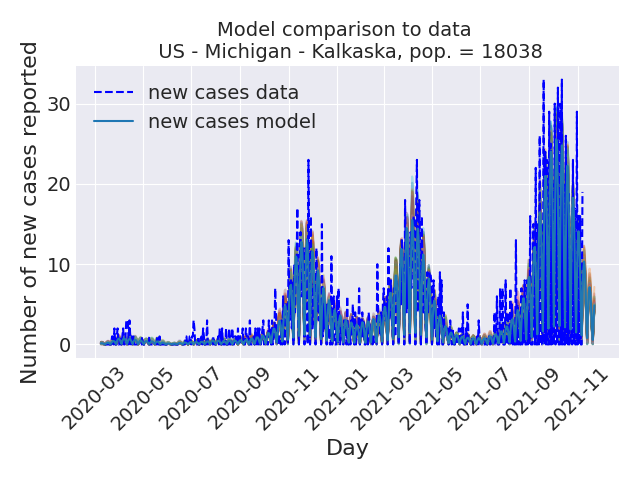 Model comparison to data
US - Michigan - Kalkaska, pop. = 18038
Number of new cases reported
30
20
10
0
new cases data
new cases model
2020-03
2020-05
2020-07
2020-09
2020-11
2021-01
2021-03
2021-05
2021-07
2021-09
2021-11
Day